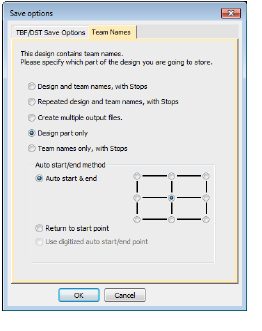 Save options
TBF/DST Save Options
Team Names
This design contains team names.
Please specify which part of the design you are going to store.
Design and team names, with Stops
Repeated design and team names, with Stops
Create multiple output files.
Design part only
Team names only, with Stops
Auto start/end method
Auto start & end
Return to start point
Use digitized auto start/end point
OK
Cancel